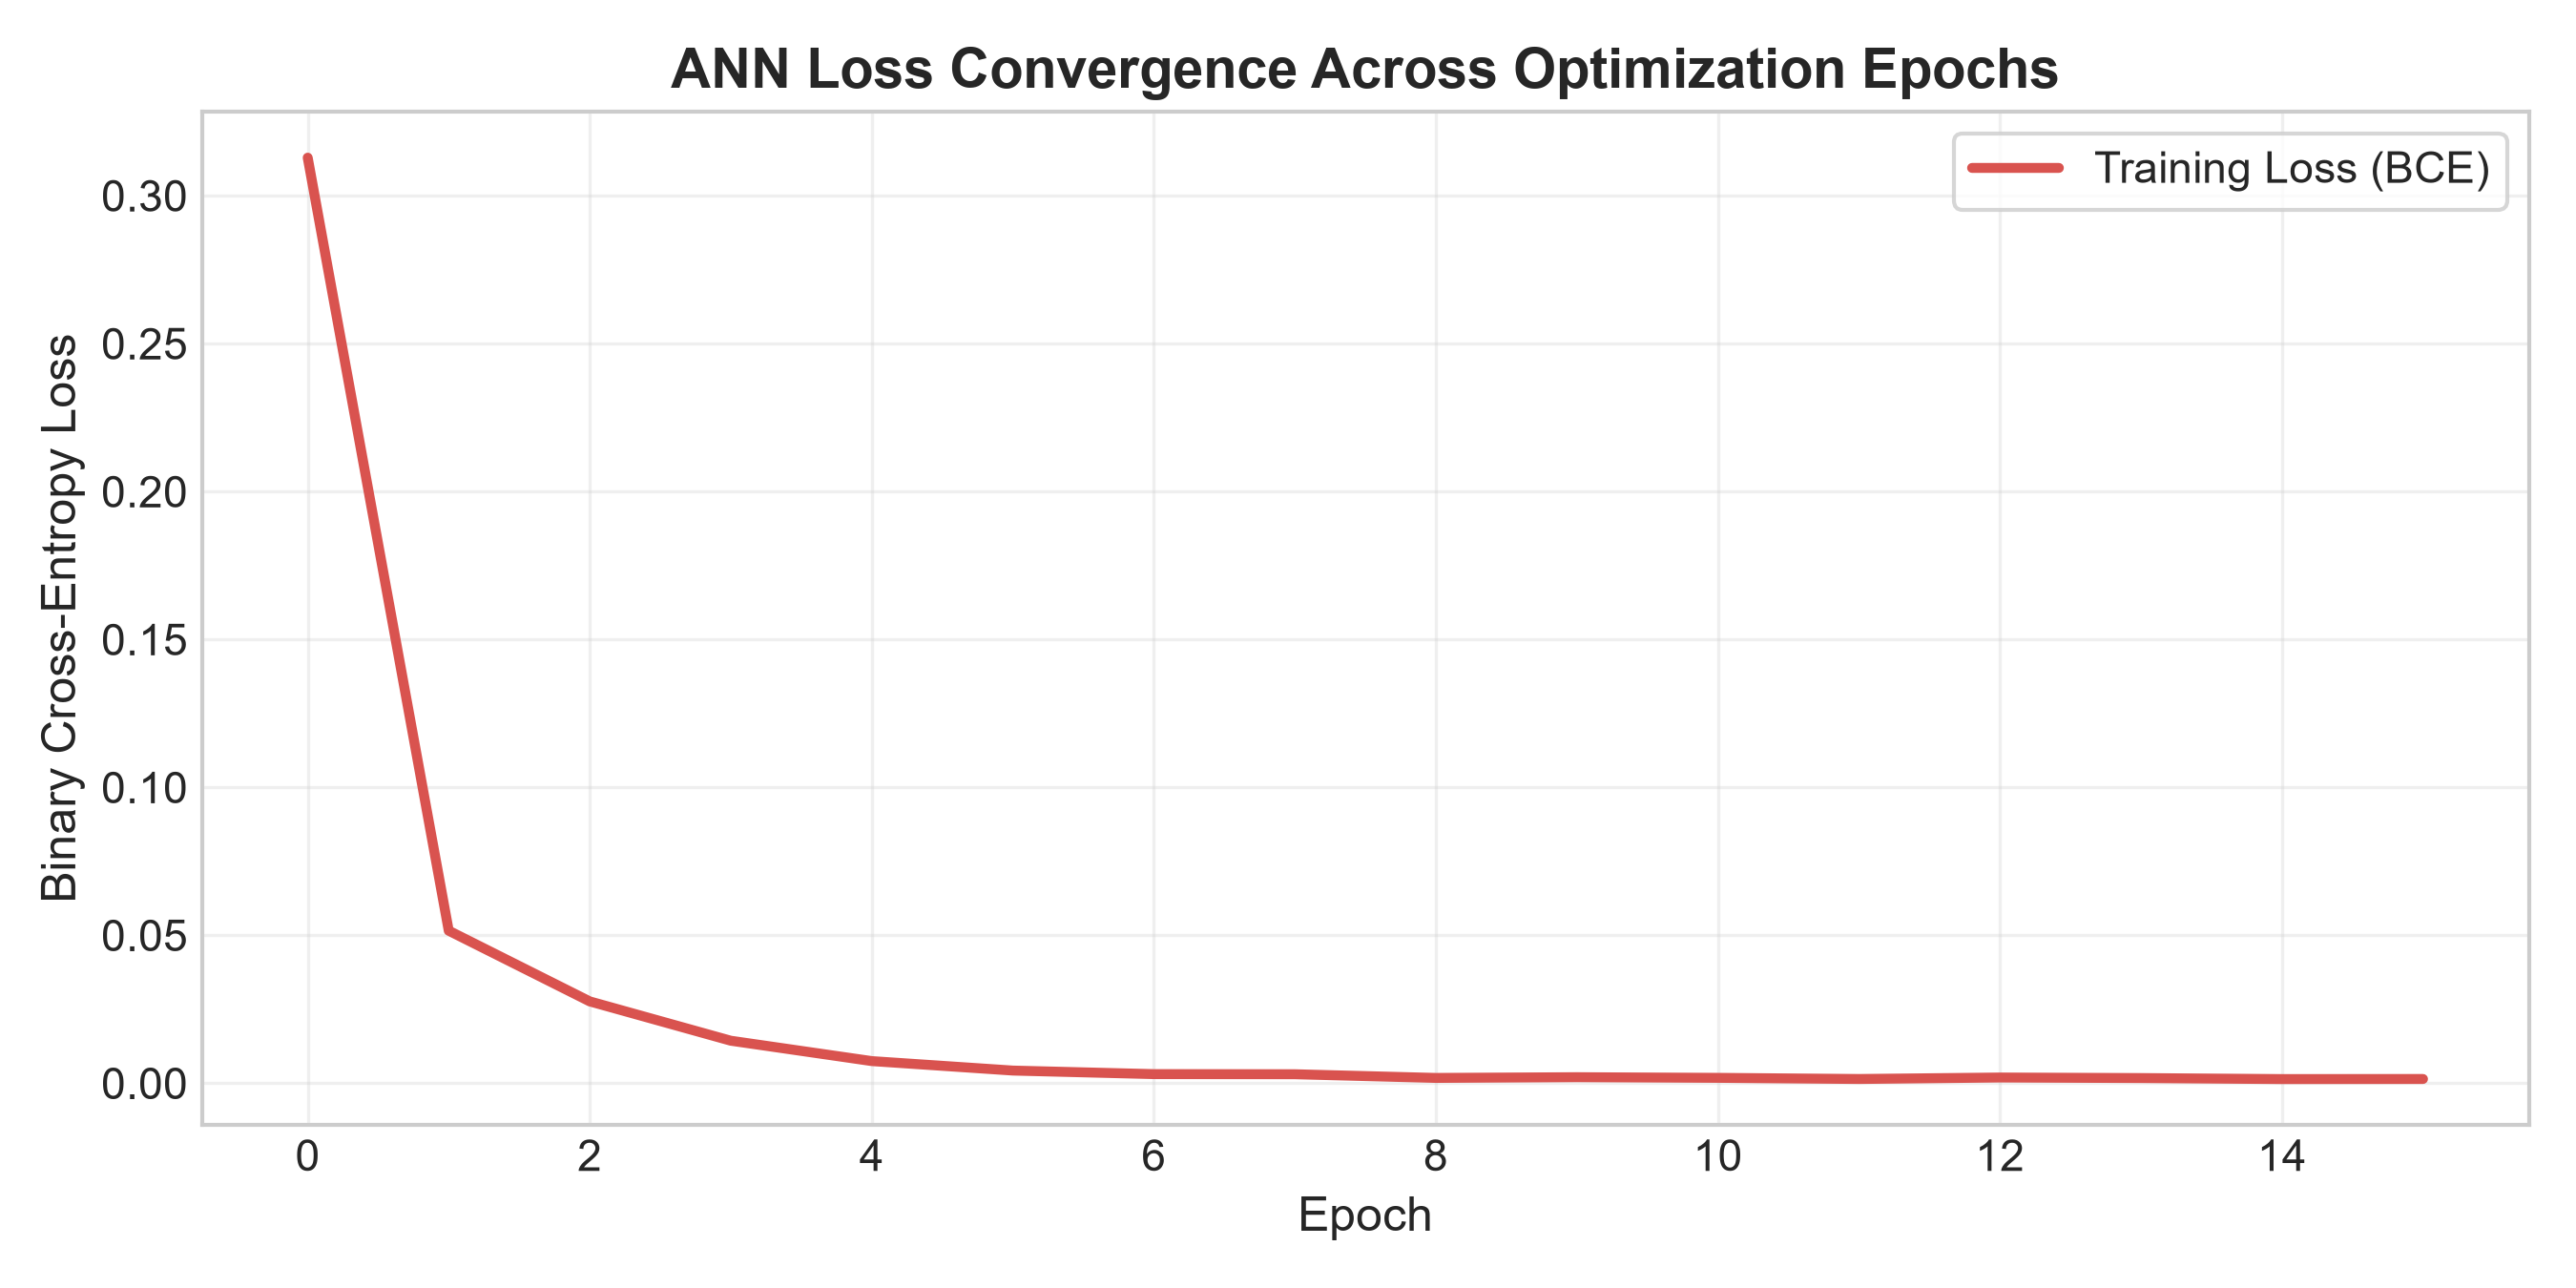 ANN Loss Convergence Across Optimization Epochs
Training Loss (BCE)
Binary Cross-Entropy Loss
0.30
0.25
0.20
0.15
0.10
0.05
0.00
0 2 4 6 8 10 12 14
Epoch